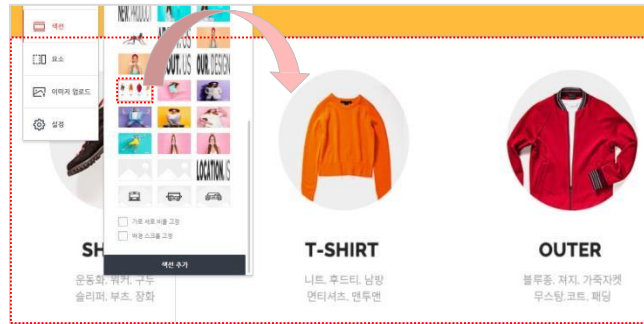 섹션
요소
이미지 업로드
설정
NEW.PRODUCT
US
OUT.US
OUR.DESIGN
LOCATION.IS
가로 세로 비율 고정
배경 스크롤 고정
섹션 추가
SH
운동화, 워커, 구두
슬리퍼, 부츠, 장화
T-SHIRT
니트, 후드티, 남방
면티셔츠, 맨투맨
OUTER
블루종, 져지, 가죽자켓
무스탕,코트, 패딩